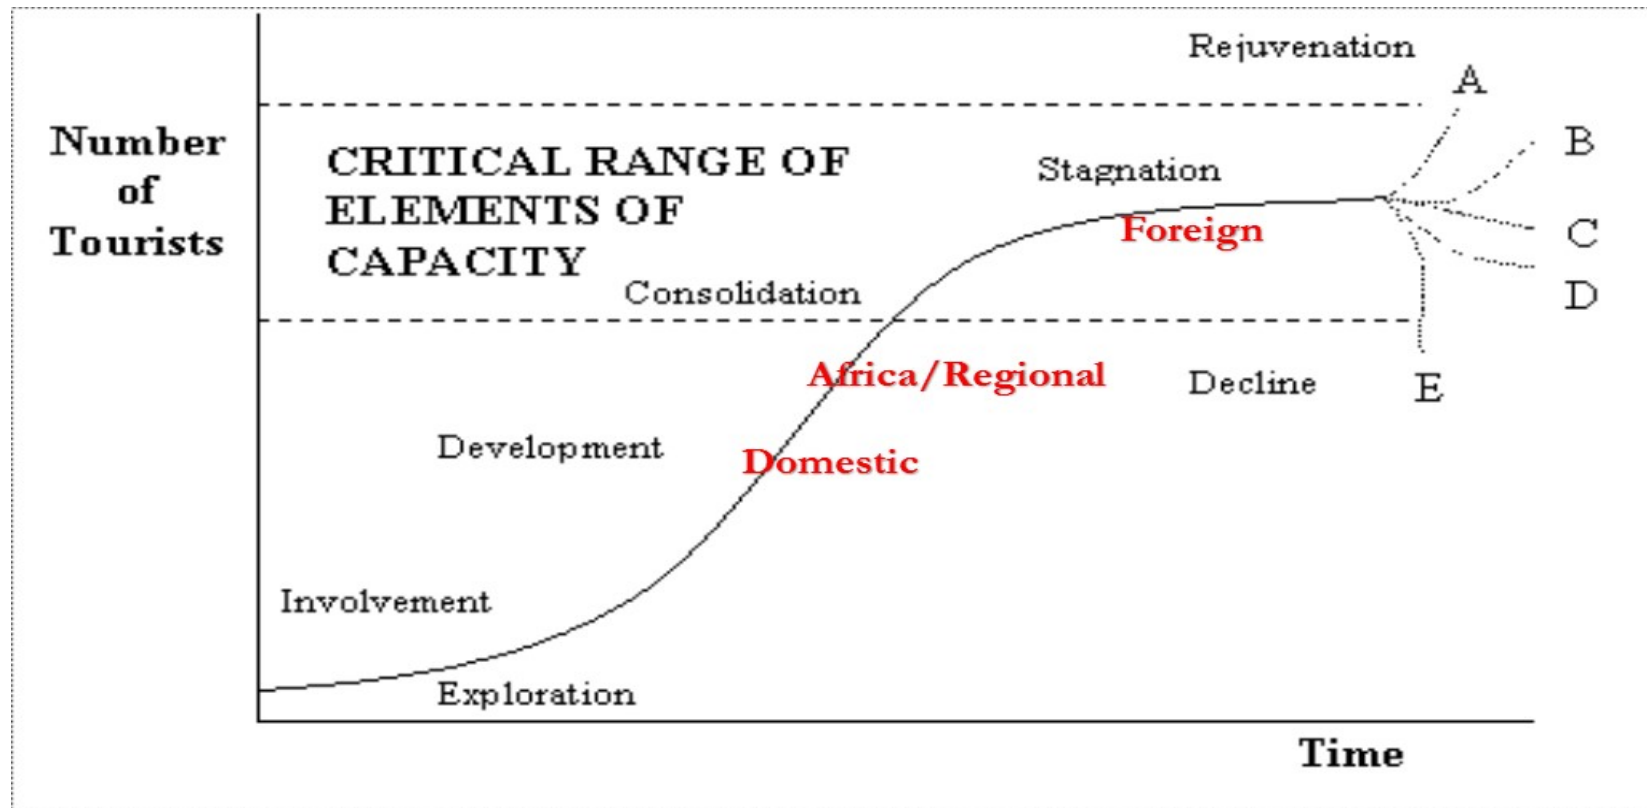 Rejuvenation
A
Number
of
Tourists
CRITICAL RANGE OF
ELEMENTS OF
CAPACITY
B
Stagnation
Foreign
C
Consolidation
D
Africa/Regional
Decline
E
Development
Domestic
Involvement
Exploration
Time